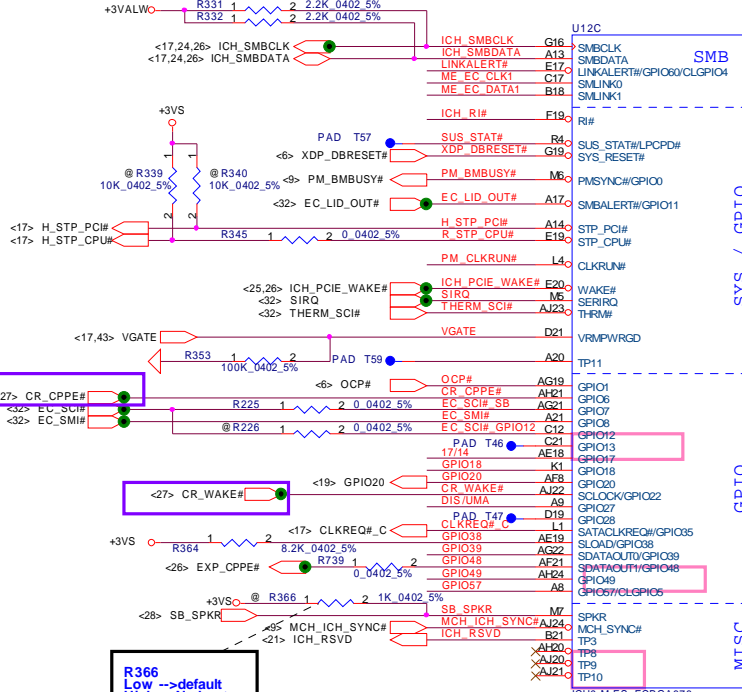 +3VALW
R331 1 2 2.2K_0402_5%
R332 1 2 2.2K_0402_5%
U12C
<17,24,26> ICH_SMBCLK ICH_SMBCLK G16 SMBCLK
SMB
<17,24,26> ICH_SMBDATA ICH_SMBDATA A13 SMBDATA
LINKALERT# E17 LINKALERT#/GPIO60/CLGPIO4
ME_EC_CLK1 C17 SMLINK0
ME_EC_DATA1 B18 SMLINK1
+3VS
ICH_RI# F19 RI#
PAD T57 SUS_STAT# R4 SUS_STAT#/LPCPD#
<6> XDP_DBRESET# XDP_DBRESET# G19 SYS_RESET#
1 1
@ R339 @ R340
10K_0402_5% 10K_0402_5%
2 2
<9> PM_BMBUSY# PM_BMBUSY# M6 PMSYNC#/GPIO0
<32> EC_LID_OUT# EC_LID_OUT# A17 SMBALERT#/GPIO11
SYS / GPIO
<17> H_STP_PCI# H_STP_PCI# A14 STP_PCI#
<17> H_STP_CPU# R345 1 2 0_0402_5% R_STP_CPU# E19 STP_CPU#
PM_CLKRUN# L4 CLKRUN#
<25,26> ICH_PCIE_WAKE# ICH_PCIE_WAKE# E20 WAKE#
<32> SIRQ SIRQ M5 SERIRQ
<32> THERM_SCI# THERM_SCI# AJ23 THRM#
<17,43> VGATE VGATE D21 VRMPWRGD
R353 1 2 100K_0402_5%
PAD T59 A20 TP11
<6> OCP# OCP# AG19 GPIO1
27> CR_CPPE# CR_CPPE# AH21 GPIO6
<32> EC_SCI# R225 1 2 0_0402_5% EC_SCI#_SB AG21 GPIO7
<32> EC_SMI# EC_SMI# A21 GPIO8
@ R226 1 2 0_0402_5% EC_SCI#_GPIO12 C12 GPIO12
PAD T46 C21 GPIO13
17/14 AE18 GPIO17
GPIO18 K1 GPIO18
GPIO
<19> GPIO20 GPIO20 AF8 GPIO20
<27> CR_WAKE# CR_WAKE# AJ22 SCLOCK/GPIO22
DIS/UMA A9 GPIO27
PAD T47 D19 GPIO28
<17> CLKREQ#_C CLKREQ#_C L1 SATACLKREQ#/GPIO35
+3VS R364 1 2 8.2K_0402_5% GPIO38 AE19 SLOAD/GPIO38
GPIO39 AG22 SDATAOUT0/GPIO39
<26> EXP_CPPE# R739 1 2 0_0402_5% GPIO48 AF21 SDATAOUT1/GPIO48
GPIO49 AH24 GPIO49
GPIO57 A8 GPIO57/CLGPIO5
+3VS @ R366 1 2 1K_0402_5%
<28> SB_SPKR SB_SPKR M7 SPKR
<9> MCH_ICH_SYNC# MCH_ICH_SYNC# AJ24 MCH_SYNC#
<21> ICH_RSVD ICH_RSVD B21 TP3
AH20 TP8
AJ20 TP9
AJ21 TP10
MISC
R366
Low -->default